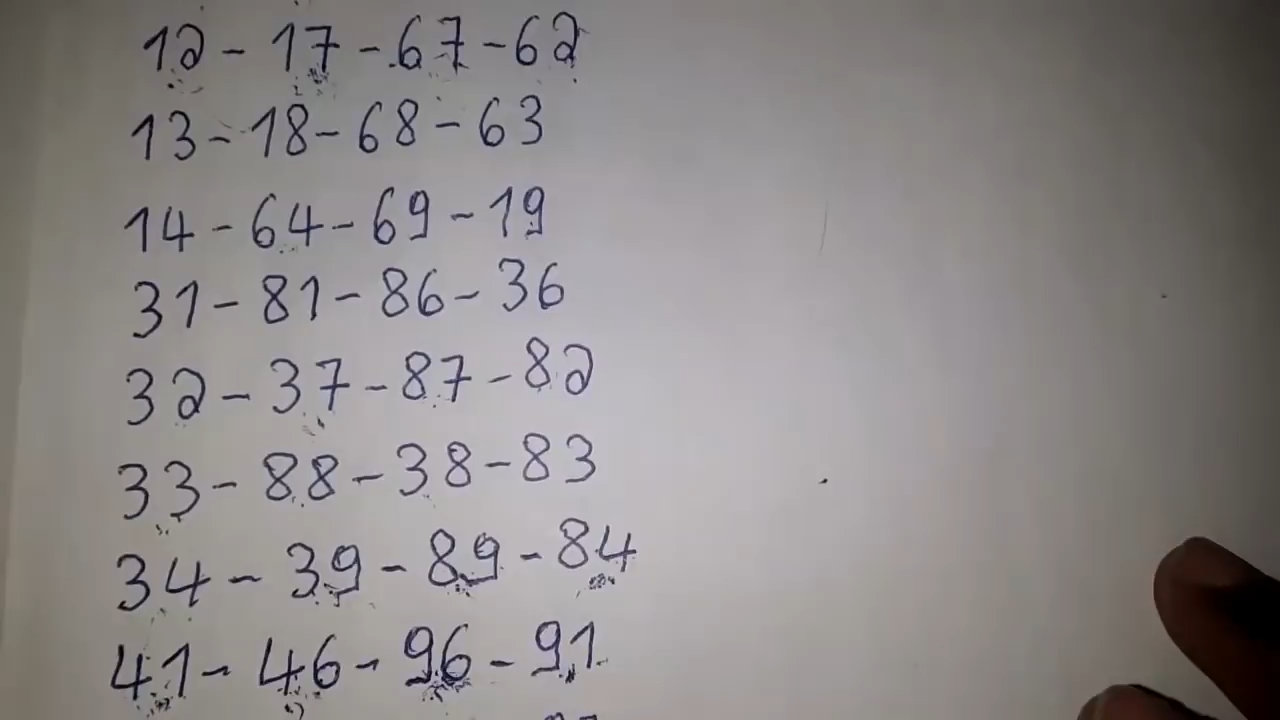 12 - 17 - 67 - 62
13 - 18 - 68 - 63
14 - 64 - 69 - 19
31 - 81 - 86 - 36
32 - 37 - 87 - 82
33 - 88 - 38 - 83
34 - 39 - 89 - 84
41 - 46 - 96 - 91